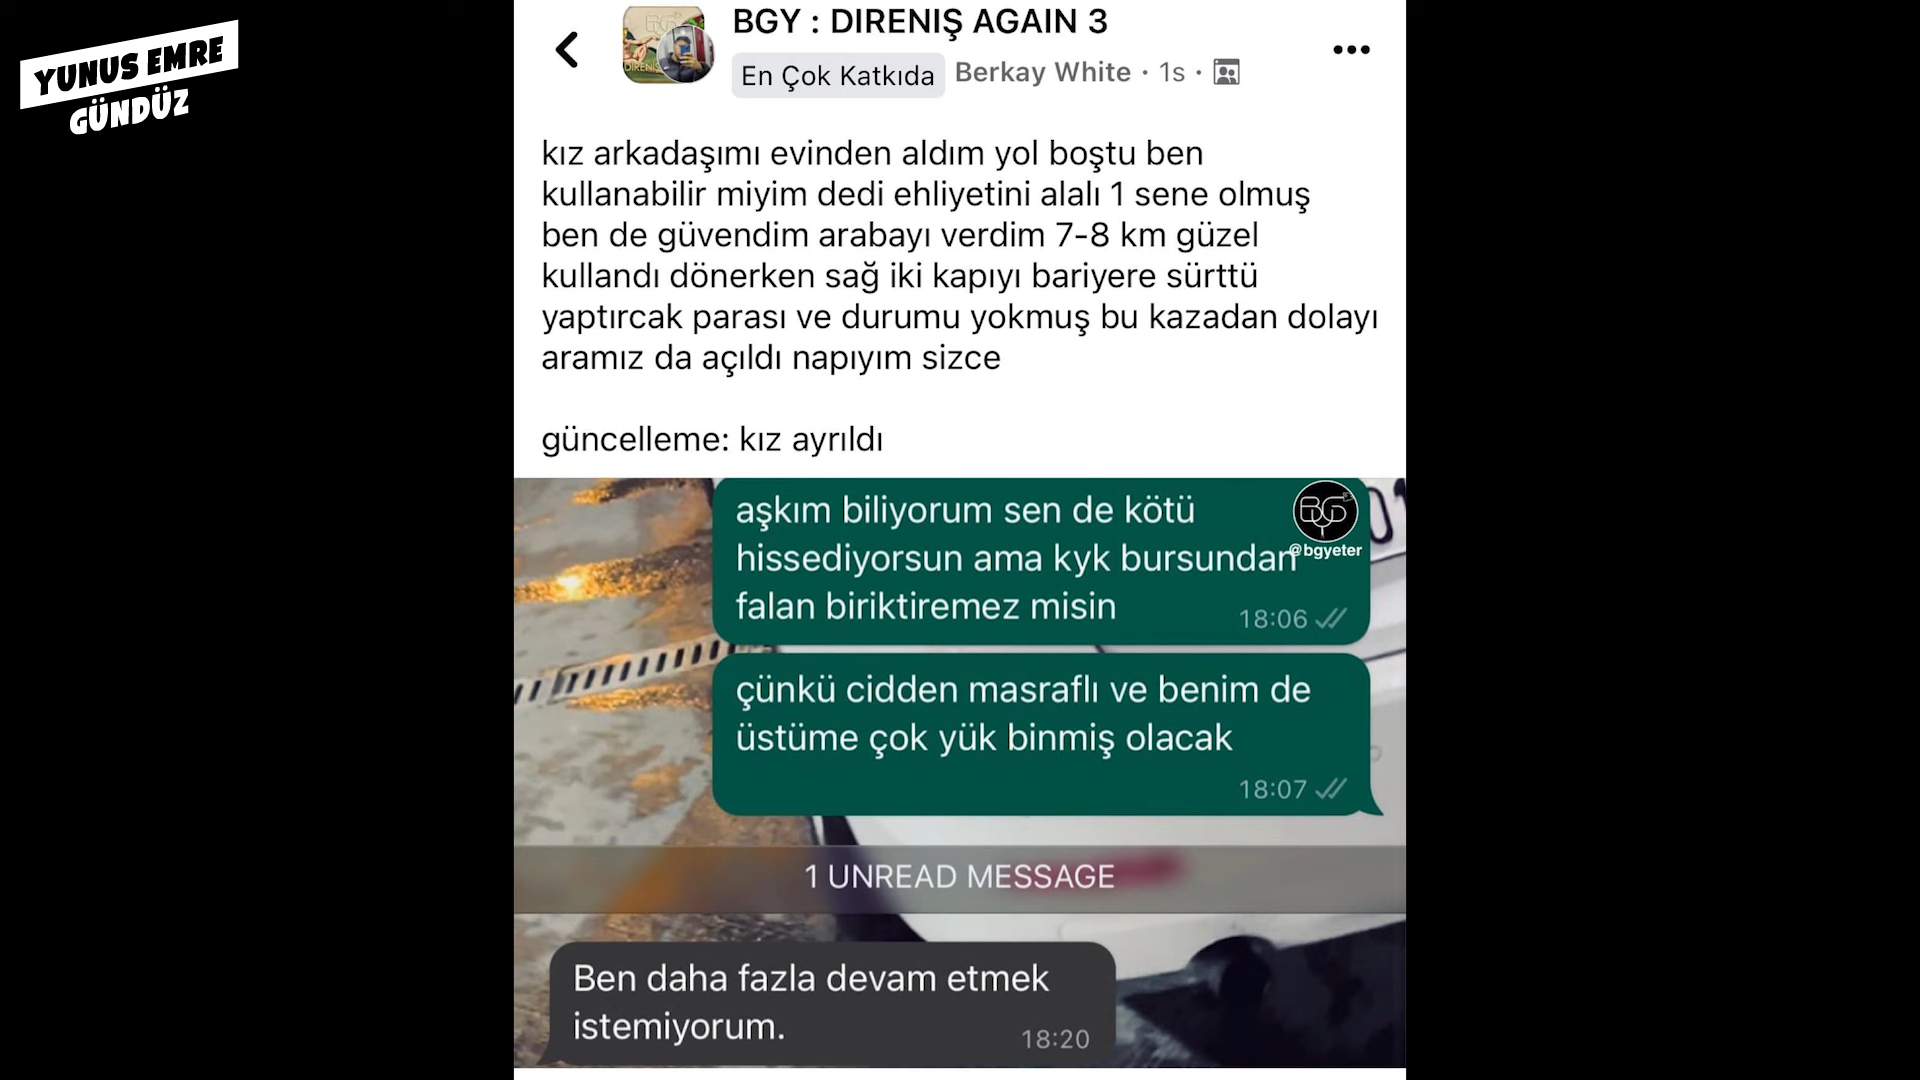 YUNUS EMRE
GÜNDÜZ
BGY : DIRENIŞ AGAIN 3
En Çok Katkıda Berkay White · 1s ·
kız arkadaşımı evinden aldım yol boştu ben
kullanabilir miyim dedi ehliyetini alalı 1 sene olmuş
ben de güvendim arabayı verdim 7-8 km güzel
kullandı dönerken sağ iki kapıyı bariyere sürttü
yaptırcak parası ve durumu yokmuş bu kazadan dolayı
aramız da açıldı napıyım sizce
güncelleme: kız ayrıldı
aşkım biliyorum sen de kötü
hissediyorsun ama kyk bursundan
falan biriktiremez misin
18:06
BG
@bgyeter
çünkü cidden masraflı ve benim de
üstüme çok yük binmiş olacak
18:07
1 UNREAD MESSAGE
Ben daha fazla devam etmek
istemiyorum.
18:20